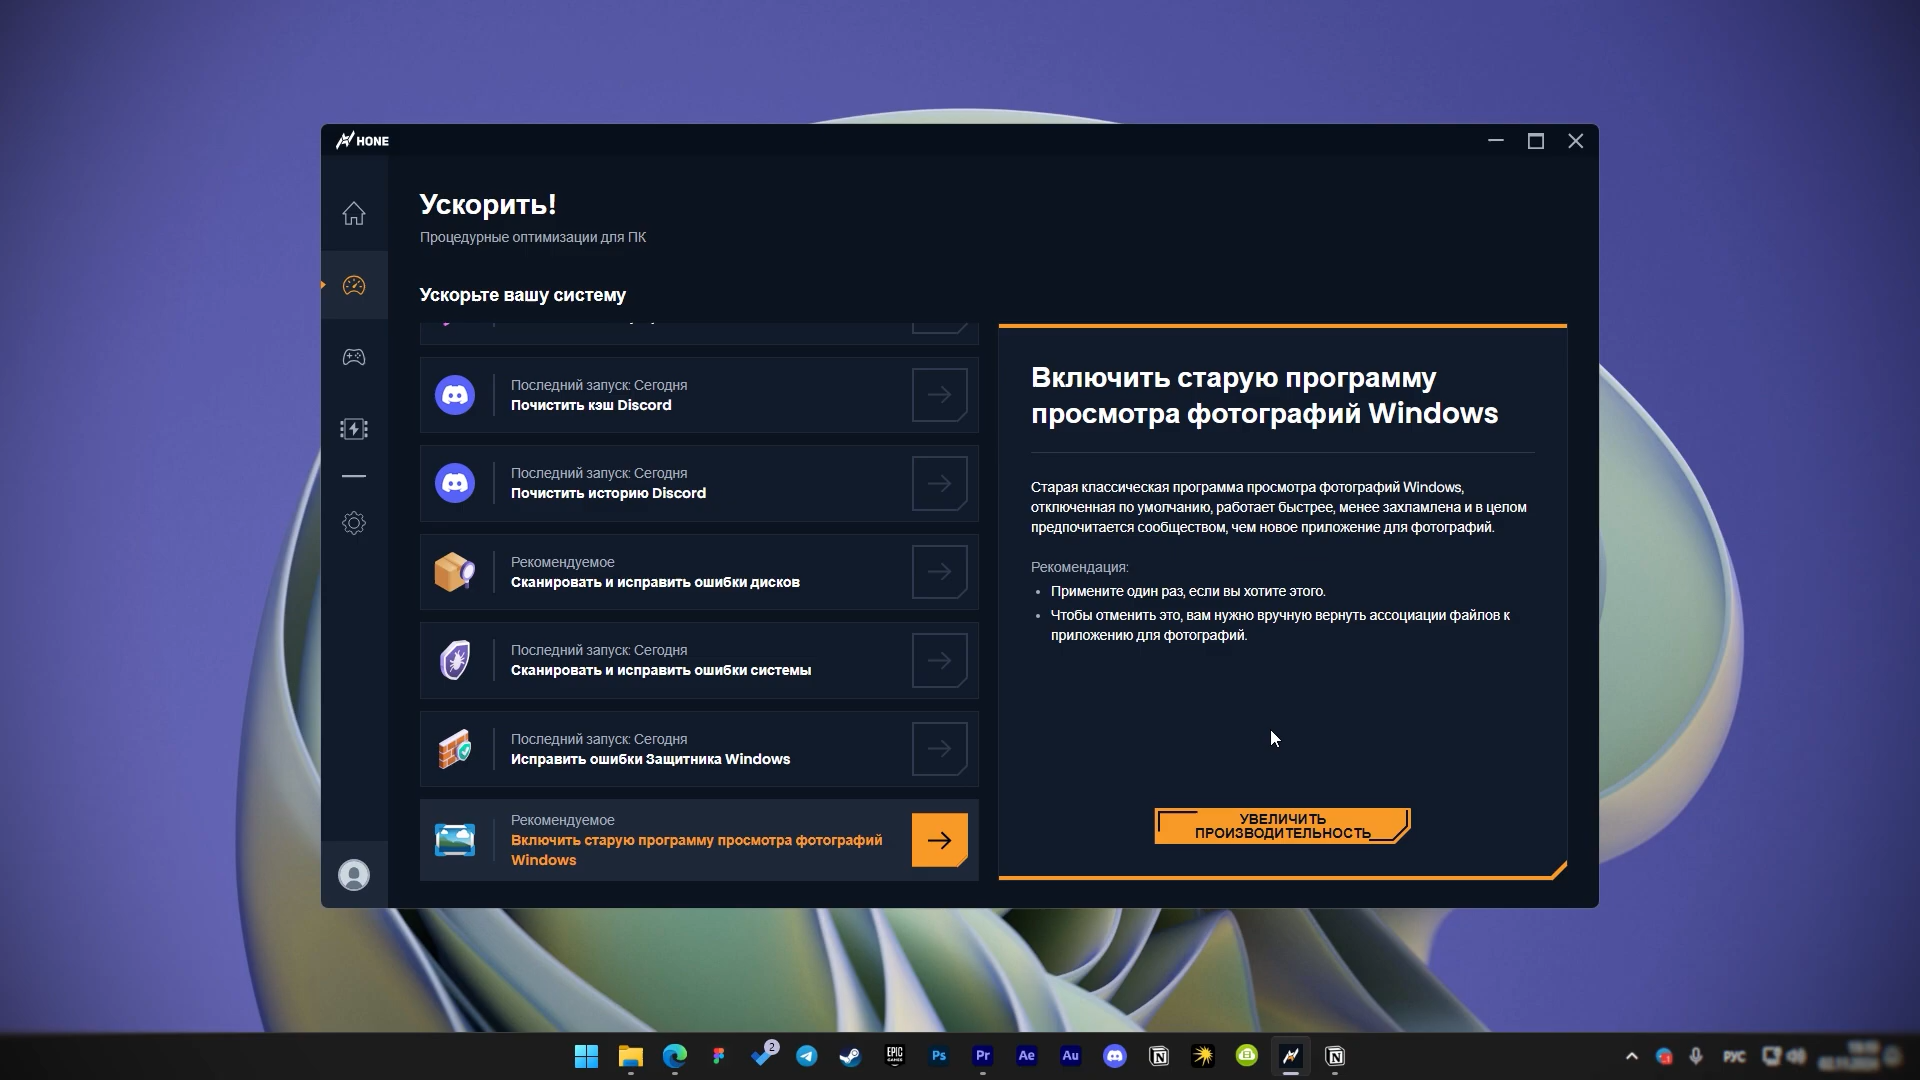 HONE
Ускорить!
Процедурные оптимизации для ПК
Ускорьте вашу систему
Последний запуск: Сегодня
Почистить кэш Discord
Последний запуск: Сегодня
Почистить историю Discord
Рекомендуемое
Сканировать и исправить ошибки дисков
Последний запуск: Сегодня
Сканировать и исправить ошибки системы
Последний запуск: Сегодня
Исправить ошибки Защитника Windows
Рекомендуемое
Включить старую программу просмотра фотографий
Windows
Включить старую программу
просмотра фотографий Windows
Старая классическая программа просмотра фотографий Windows,
отключенная по умолчанию, работает быстрее, менее захламлена и в целом
предпочитается сообществом, чем новое приложение для фотографий.
Рекомендация:
• Примените один раз, если вы хотите этого.
• Чтобы отменить это, вам нужно вручную вернуть ассоциации файлов к
приложению для фотографий.
УВЕЛИЧИТЬ
ПРОИЗВОДИТЕЛЬНОСТЬ
2
EPIC
GAMES
Ps
Pr
Ae
Au
РУС